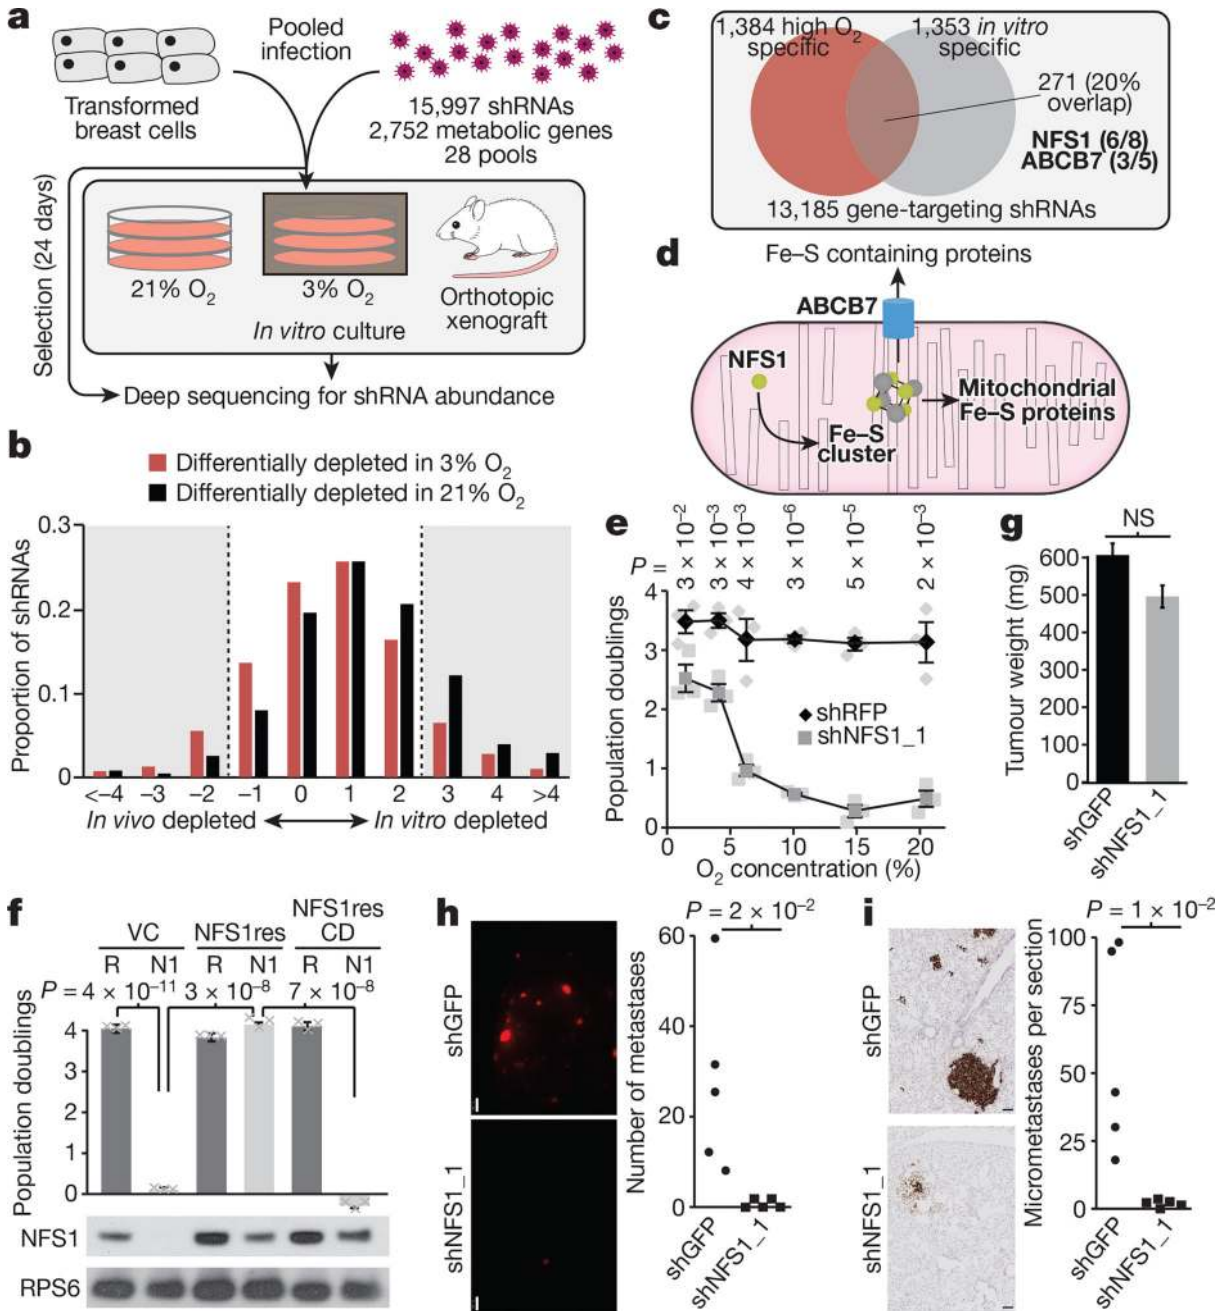 a
Transformed
breast cells
Pooled
infection
15,997 shRNAs
2,752 metabolic genes
28 pools
Selection (24 days)
21% O₂
3% O₂
In vitro culture
Orthotopic
xenograft
Deep sequencing for shRNA abundance
b
Differentially depleted in 3% O₂
Differentially depleted in 21% O₂
Proportion of shRNAs
0.3
0.2
0.1
0
<–4 –3 –2 –1 0 1 2 3 4 >4
In vivo depleted In vitro depleted
c
1,384 high O₂
specific
1,353 in vitro
specific
271 (20%
overlap)
NFS1 (6/8)
ABCB7 (3/5)
13,185 gene-targeting shRNAs
d
Fe–S containing proteins
ABCB7
NFS1
Fe–S
cluster
Mitochondrial
Fe–S proteins
e
P =
3 × 10⁻²
3 × 10⁻³
4 × 10⁻³
3 × 10⁻⁶
5 × 10⁻⁵
2 × 10⁻³
Population doublings
4
3
2
1
0
shRFP
shNFS1_1
0 5 10 15 20
O₂ concentration (%)
g
NS
Tumour weight (mg)
600
500
400
300
200
100
0
shGFP
shNFS1_1
f
VC
NFS1res
NFS1res
CD
R N1 R N1 R N1
P = 4 × 10⁻¹¹ 3 × 10⁻⁸ 7 × 10⁻⁸
Population doublings
4
3
2
1
0
NFS1
RPS6
h
shGFP
shNFS1_1
P = 2 × 10⁻²
Number of metastases
60
40
20
0
shGFP
shNFS1_1
i
shGFP
shNFS1_1
P = 1 × 10⁻²
Micrometastases per section
100
75
50
25
0
shGFP
shNFS1_1